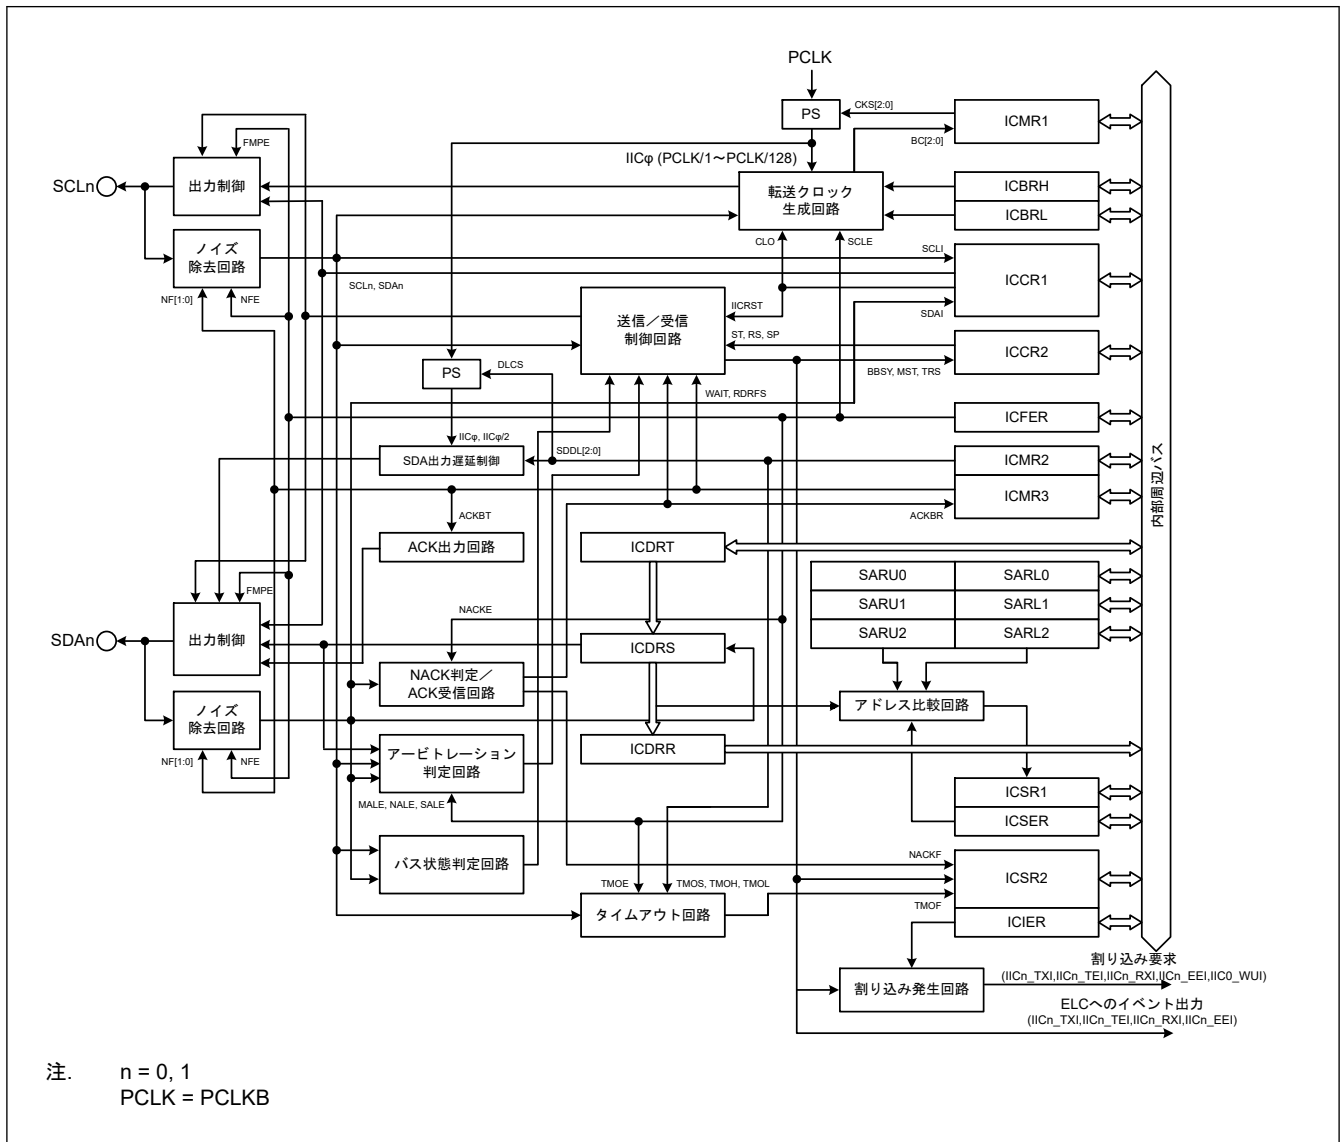 PCLK
PS
CKS[2:0]
ICMR1
BC[2:0]
FMPE
IICφ (PCLK/1～PCLK/128)
SCLn
出力制御
転送クロック
生成回路
ICBRH
ICBRL
ノイズ
除去回路
CLO
SCLE
SCLI
ICCR1
SCLn, SDAn
NF[1:0]
NFE
IICRST
SDAI
送信／受信
制御回路
ST, RS, SP
ICCR2
BBSY, MST, TRS
PS
DLCS
WAIT, RDRFS
ICFER
IICφ, IICφ/2
SDDL[2:0]
SDA出力遅延制御
ICMR2
ICMR3
ACKBT
ACKBR
内部周辺バス
ACK出力回路
ICDRT
FMPE
SARU0
SARL0
SARU1
SARL1
SARU2
SARL2
NACKE
SDAn
出力制御
ICDRS
NACK判定／
ACK受信回路
アドレス比較回路
ノイズ
除去回路
NF[1:0]
NFE
アービトレーション
判定回路
ICDRR
MALE, NALE, SALE
ICSR1
ICSER
バス状態判定回路
NACKF
ICSR2
TMOE
TMOS, TMOH, TMOL
TMOF
タイムアウト回路
ICIER
割り込み要求
(IICn_TXI,IICn_TEI,IICn_RXI,IICn_EEI,IIC0_WUI)
割り込み発生回路
ELCへのイベント出力
(IICn_TXI,IICn_TEI,IICn_RXI,IICn_EEI)
注. n = 0, 1
PCLK = PCLKB